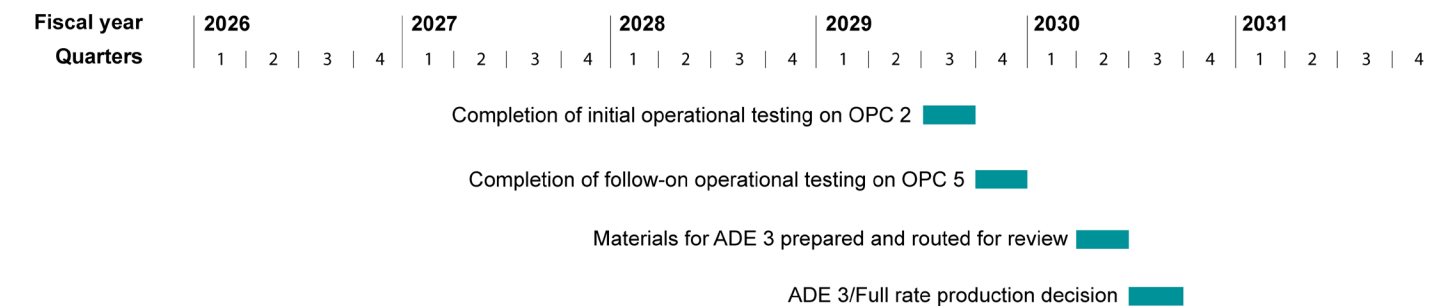 Fiscal year 2026 2027 2028 2029 2030 2031
Quarters 1 2 3 4 1 2 3 4 1 2 3 4 1 2 3 4 1 2 3 4 1 2 3 4
Completion of initial operational testing on OPC 2
Completion of follow-on operational testing on OPC 5
Materials for ADE 3 prepared and routed for review
ADE 3/Full rate production decision